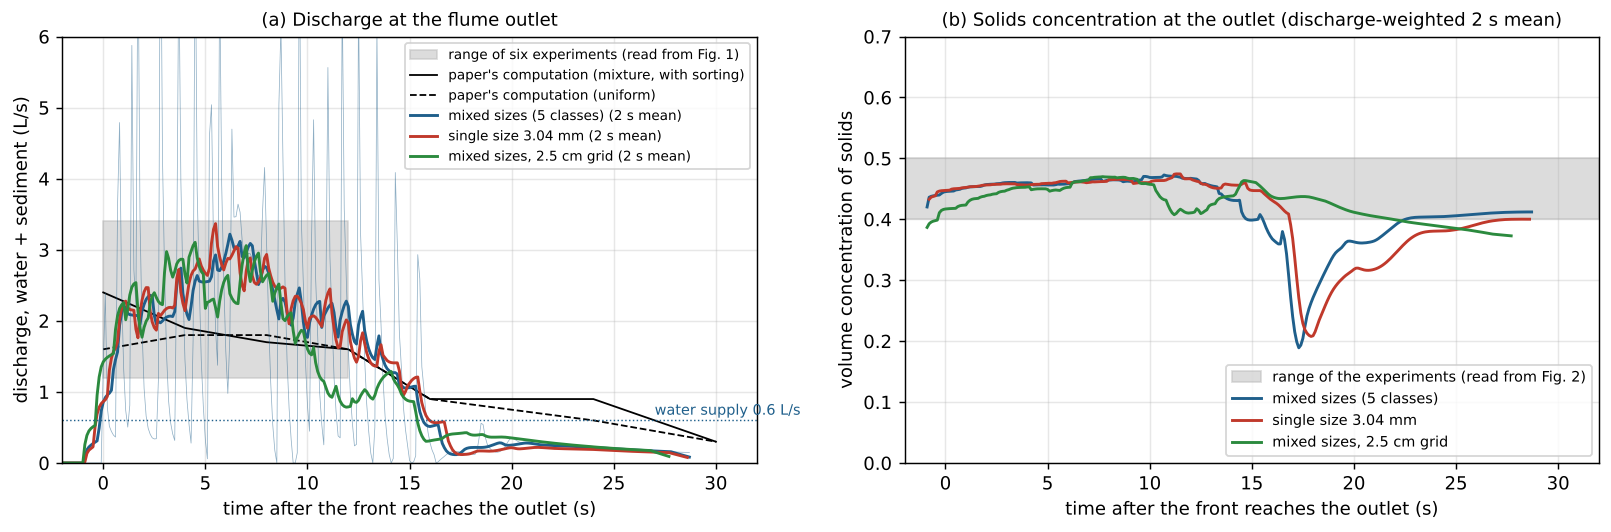 (a) Discharge at the flume outlet
discharge, water + sediment (L/s)
6
5
4
3
2
1
0
range of six experiments (read from Fig. 1)
paper's computation (mixture, with sorting)
paper's computation (uniform)
mixed sizes (5 classes) (2 s mean)
single size 3.04 mm (2 s mean)
mixed sizes, 2.5 cm grid (2 s mean)
water supply 0.6 L/s
0 5 10 15 20 25 30
time after the front reaches the outlet (s)
(b) Solids concentration at the outlet (discharge-weighted 2 s mean)
volume concentration of solids
0.7
0.6
0.5
0.4
0.3
0.2
0.1
0.0
range of the experiments (read from Fig. 2)
mixed sizes (5 classes)
single size 3.04 mm
mixed sizes, 2.5 cm grid
0 5 10 15 20 25 30
time after the front reaches the outlet (s)